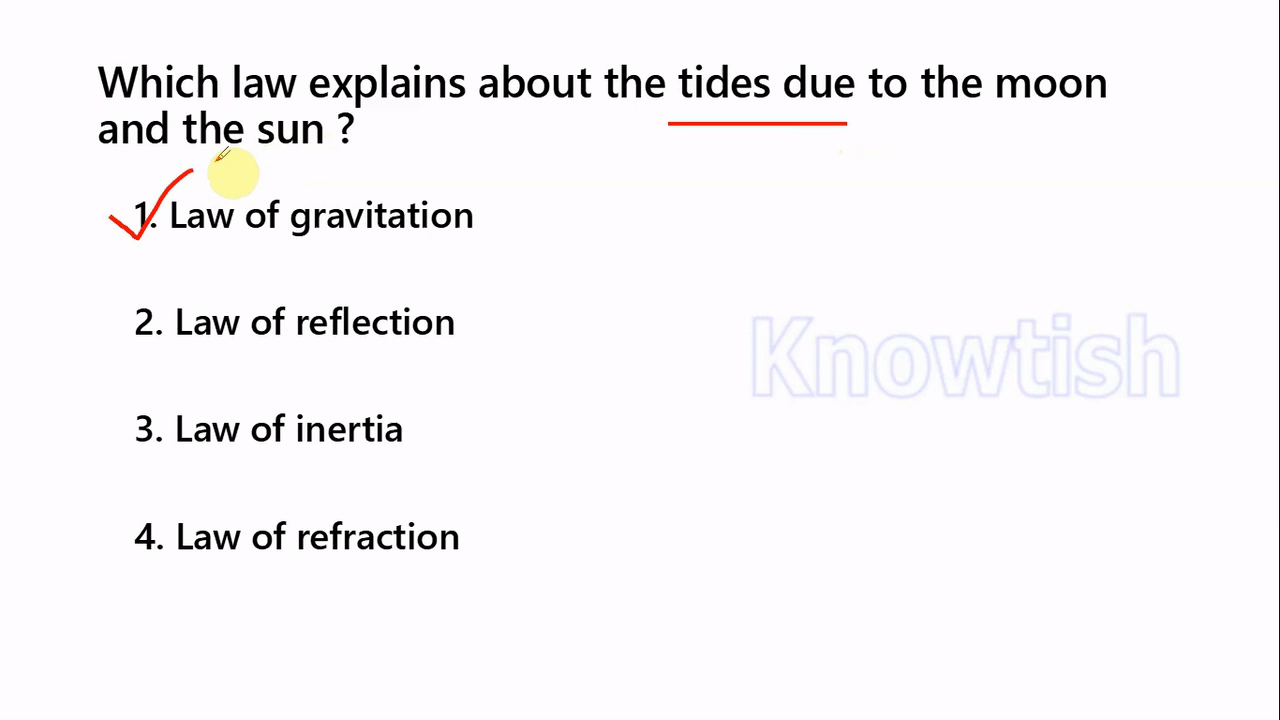 Which law explains about the tides due to the moon
and the sun ?
1. Law of gravitation
2. Law of reflection
3. Law of inertia
4. Law of refraction
Knowtish